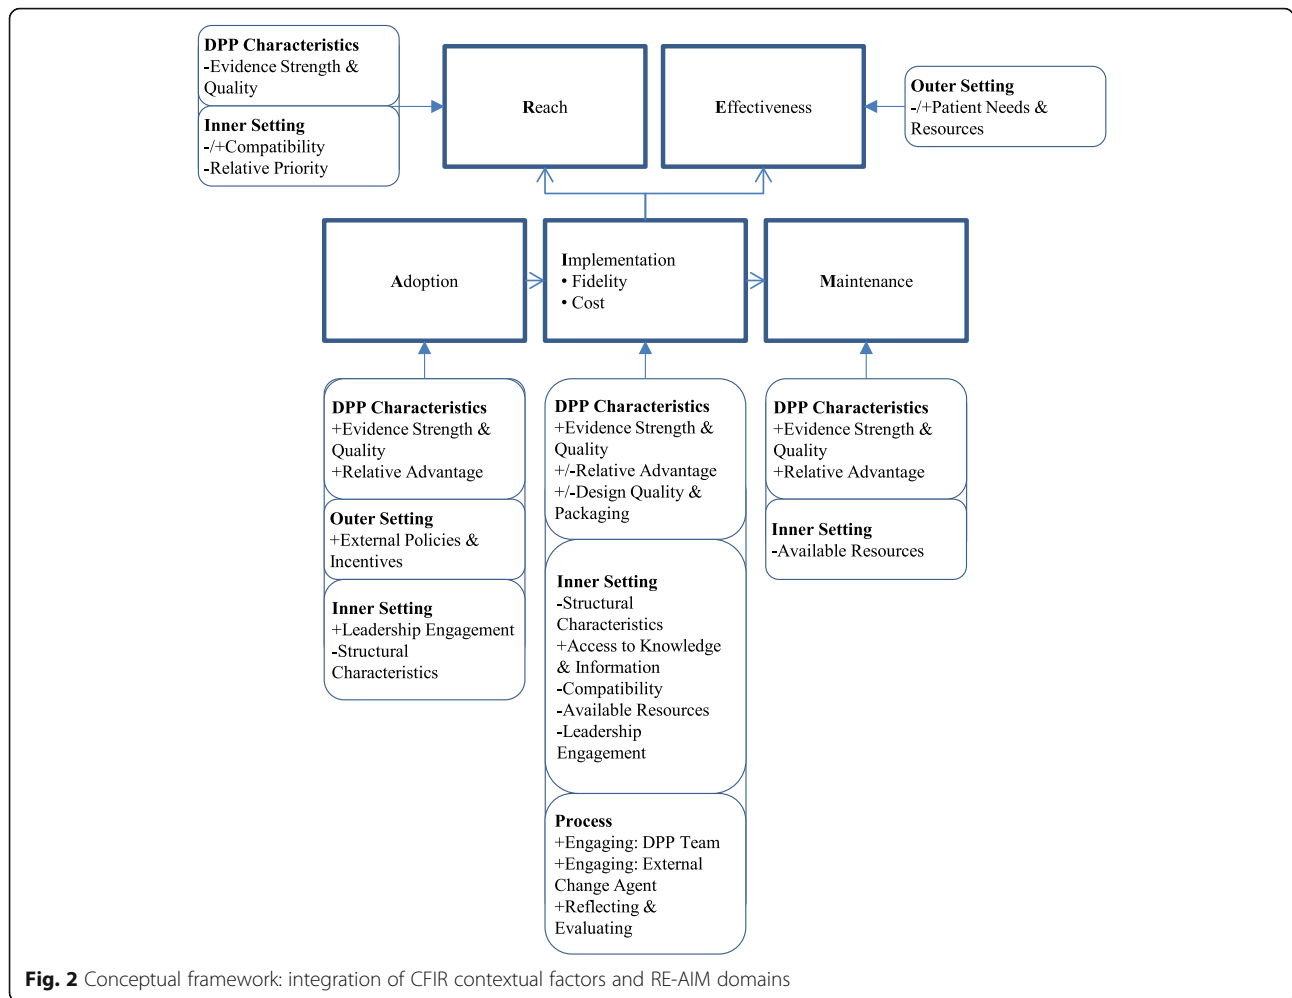 DPP Characteristics
-Evidence Strength &
Quality
Inner Setting
-/+Compatibility
-Relative Priority
Reach
Effectiveness
Outer Setting
-/+Patient Needs &
Resources
Adoption
Implementation
• Fidelity
• Cost
Maintenance
DPP Characteristics
+Evidence Strength &
Quality
+Relative Advantage
Outer Setting
+External Policies &
Incentives
Inner Setting
+Leadership Engagement
-Structural
Characteristics
DPP Characteristics
+Evidence Strength &
Quality
+/-Relative Advantage
+/-Design Quality &
Packaging
Inner Setting
-Structural
Characteristics
+Access to Knowledge
& Information
-Compatibility
-Available Resources
-Leadership
Engagement
Process
+Engaging: DPP Team
+Engaging: External
Change Agent
+Reflecting &
Evaluating
DPP Characteristics
+Evidence Strength &
Quality
+Relative Advantage
Inner Setting
-Available Resources
Fig. 2 Conceptual framework: integration of CFIR contextual factors and RE-AIM domains